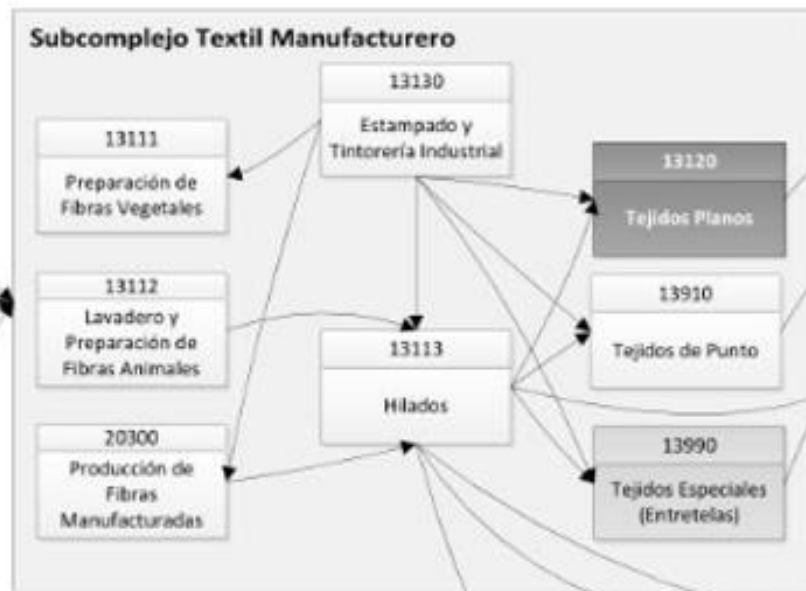 Subcomplejo Textil Manufacturero
13130
Estampado y
Tintorería Industrial
13111
Preparación de
Fibras Vegetales
13120
Tejidos Planos
13112
Lavadero y
Preparación de
Fibras Animales
13910
Tejidos de Punto
13113
Hilados
20300
Producción de
Fibras
Manufacturadas
13990
Tejidos Especiales
(Entretelas)